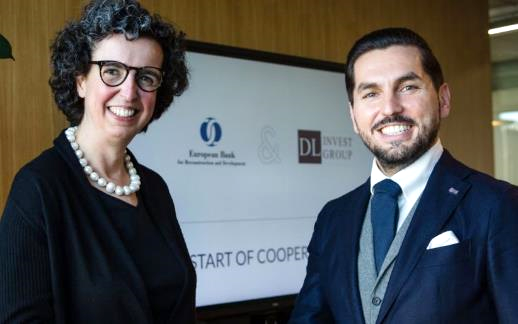 European Bank
for Reconstruction and Development
&
DL INVEST
GROUP
START OF COOPER